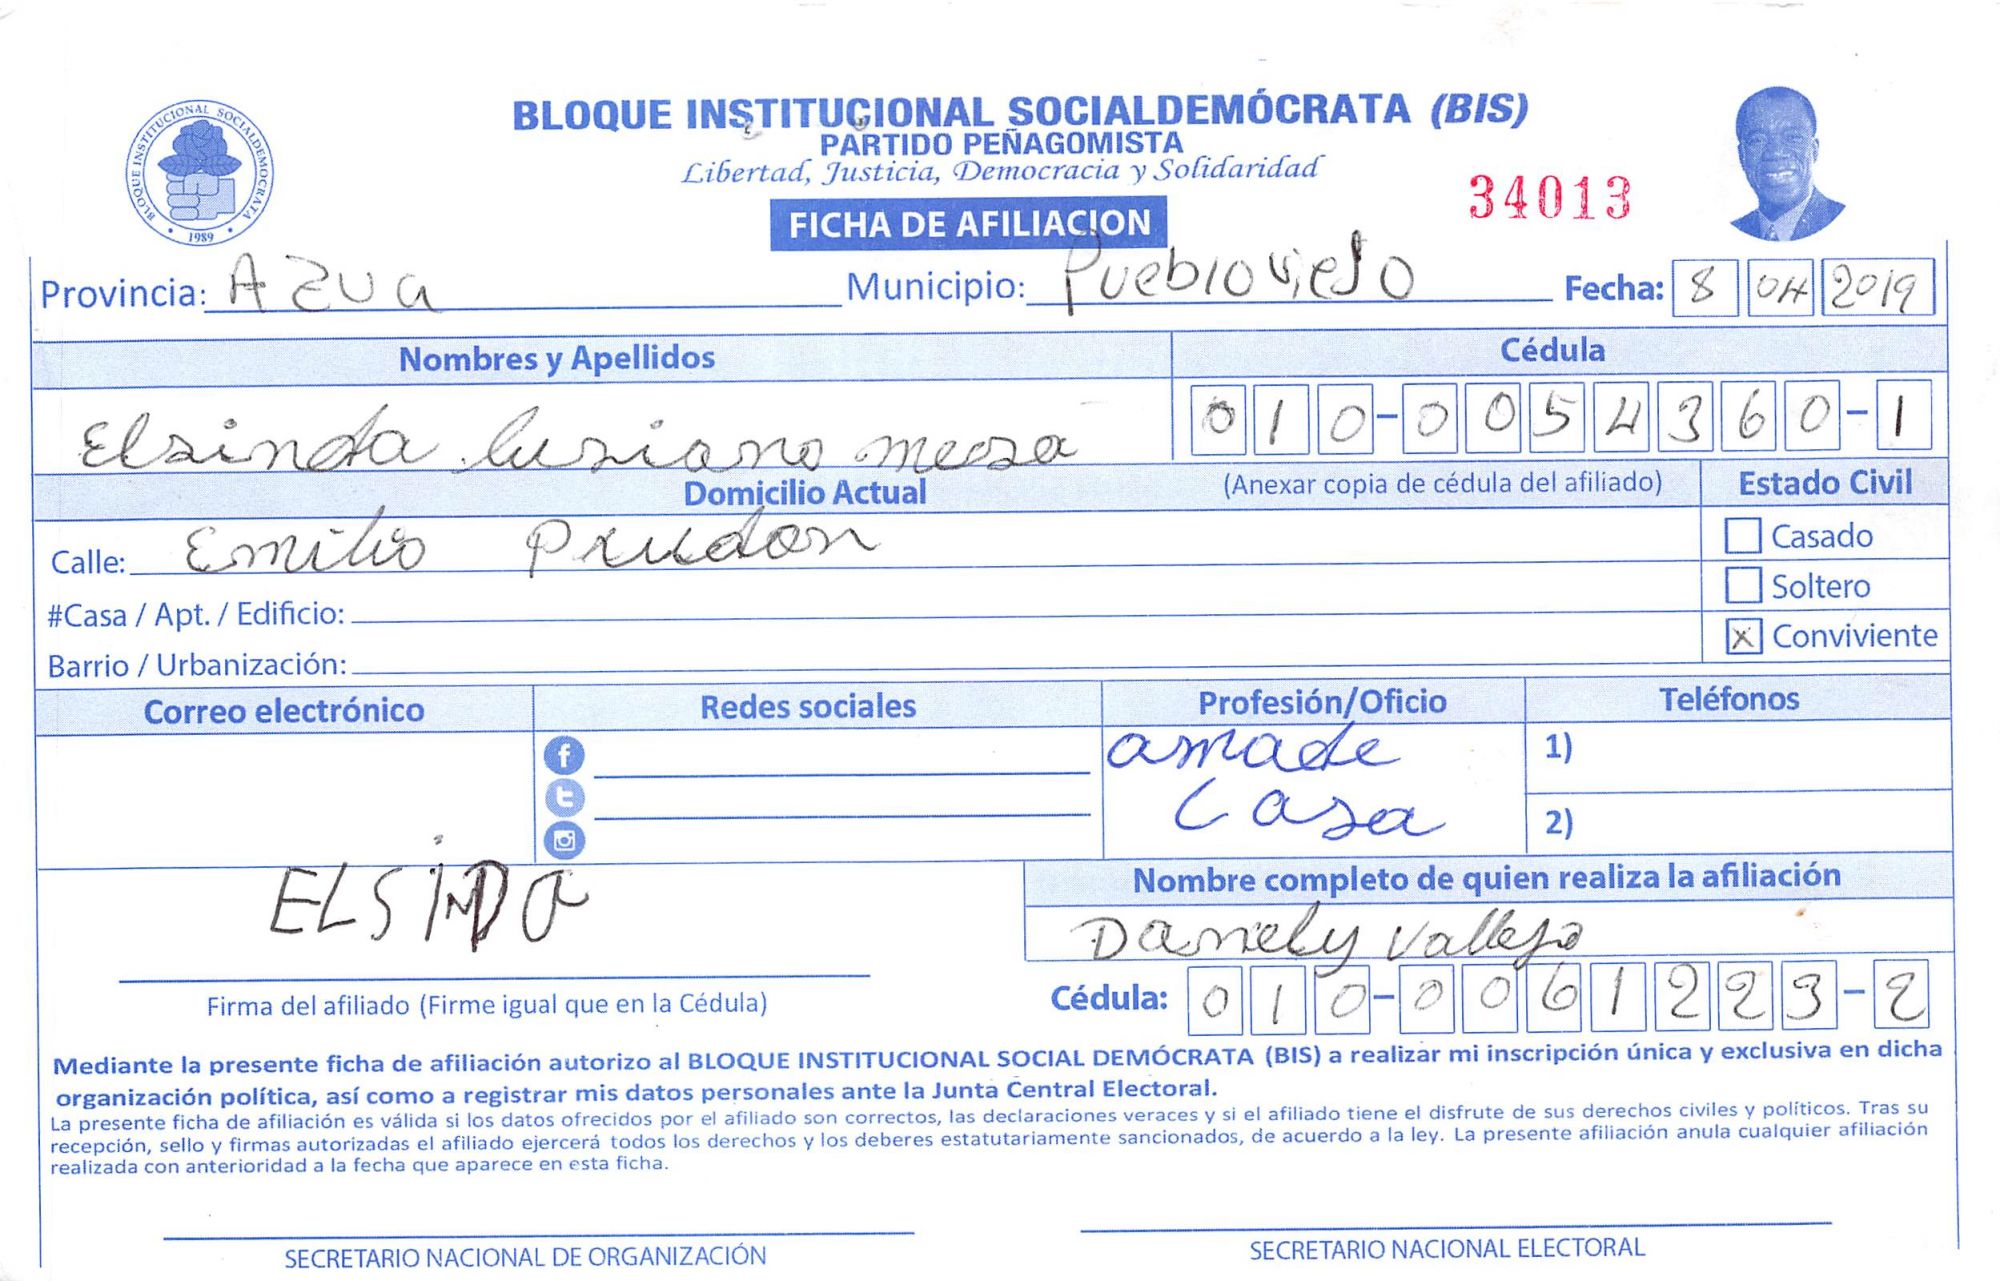 BLOQUE INSTITUCIONAL SOCIALDEMÓCRATA (BIS)
PARTIDO PEÑAGOMISTA
Libertad, Justicia, Democracia y Solidaridad
BLOQUE INSTITUCIONAL SOCIALDEMOCRATA
1989
34013
FICHA DE AFILIACION
Provincia: Azua Municipio: Puebloviejo Fecha: 8 04 2019
Nombres y Apellidos Cédula
Elsinda lusiano mesa 010-0054360-1
Domicilio Actual (Anexar copia de cédula del afiliado) Estado Civil
Calle: Emilio Prudon Casado
#Casa / Apt. / Edificio: Soltero
Barrio / Urbanización: X Conviviente
Correo electrónico Redes sociales Profesión/Oficio Teléfonos
amade 1)
Casa 2)
ELSINDA
Nombre completo de quien realiza la afiliación
Daniely Vallejo
Firma del afiliado (Firme igual que en la Cédula) Cédula: 010-0061223-2
Mediante la presente ficha de afiliación autorizo al BLOQUE INSTITUCIONAL SOCIAL DEMÓCRATA (BIS) a realizar mi inscripción única y exclusiva en dicha
organización política, así como a registrar mis datos personales ante la Junta Central Electoral.
La presente ficha de afiliación es válida si los datos ofrecidos por el afiliado son correctos, las declaraciones veraces y si el afiliado tiene el disfrute de sus derechos civiles y políticos. Tras su
recepción, sello y firmas autorizadas el afiliado ejercerá todos los derechos y los deberes estatutariamente sancionados, de acuerdo a la ley. La presente afiliación anula cualquier afiliación
realizada con anterioridad a la fecha que aparece en esta ficha.
SECRETARIO NACIONAL DE ORGANIZACIÓN SECRETARIO NACIONAL ELECTORAL